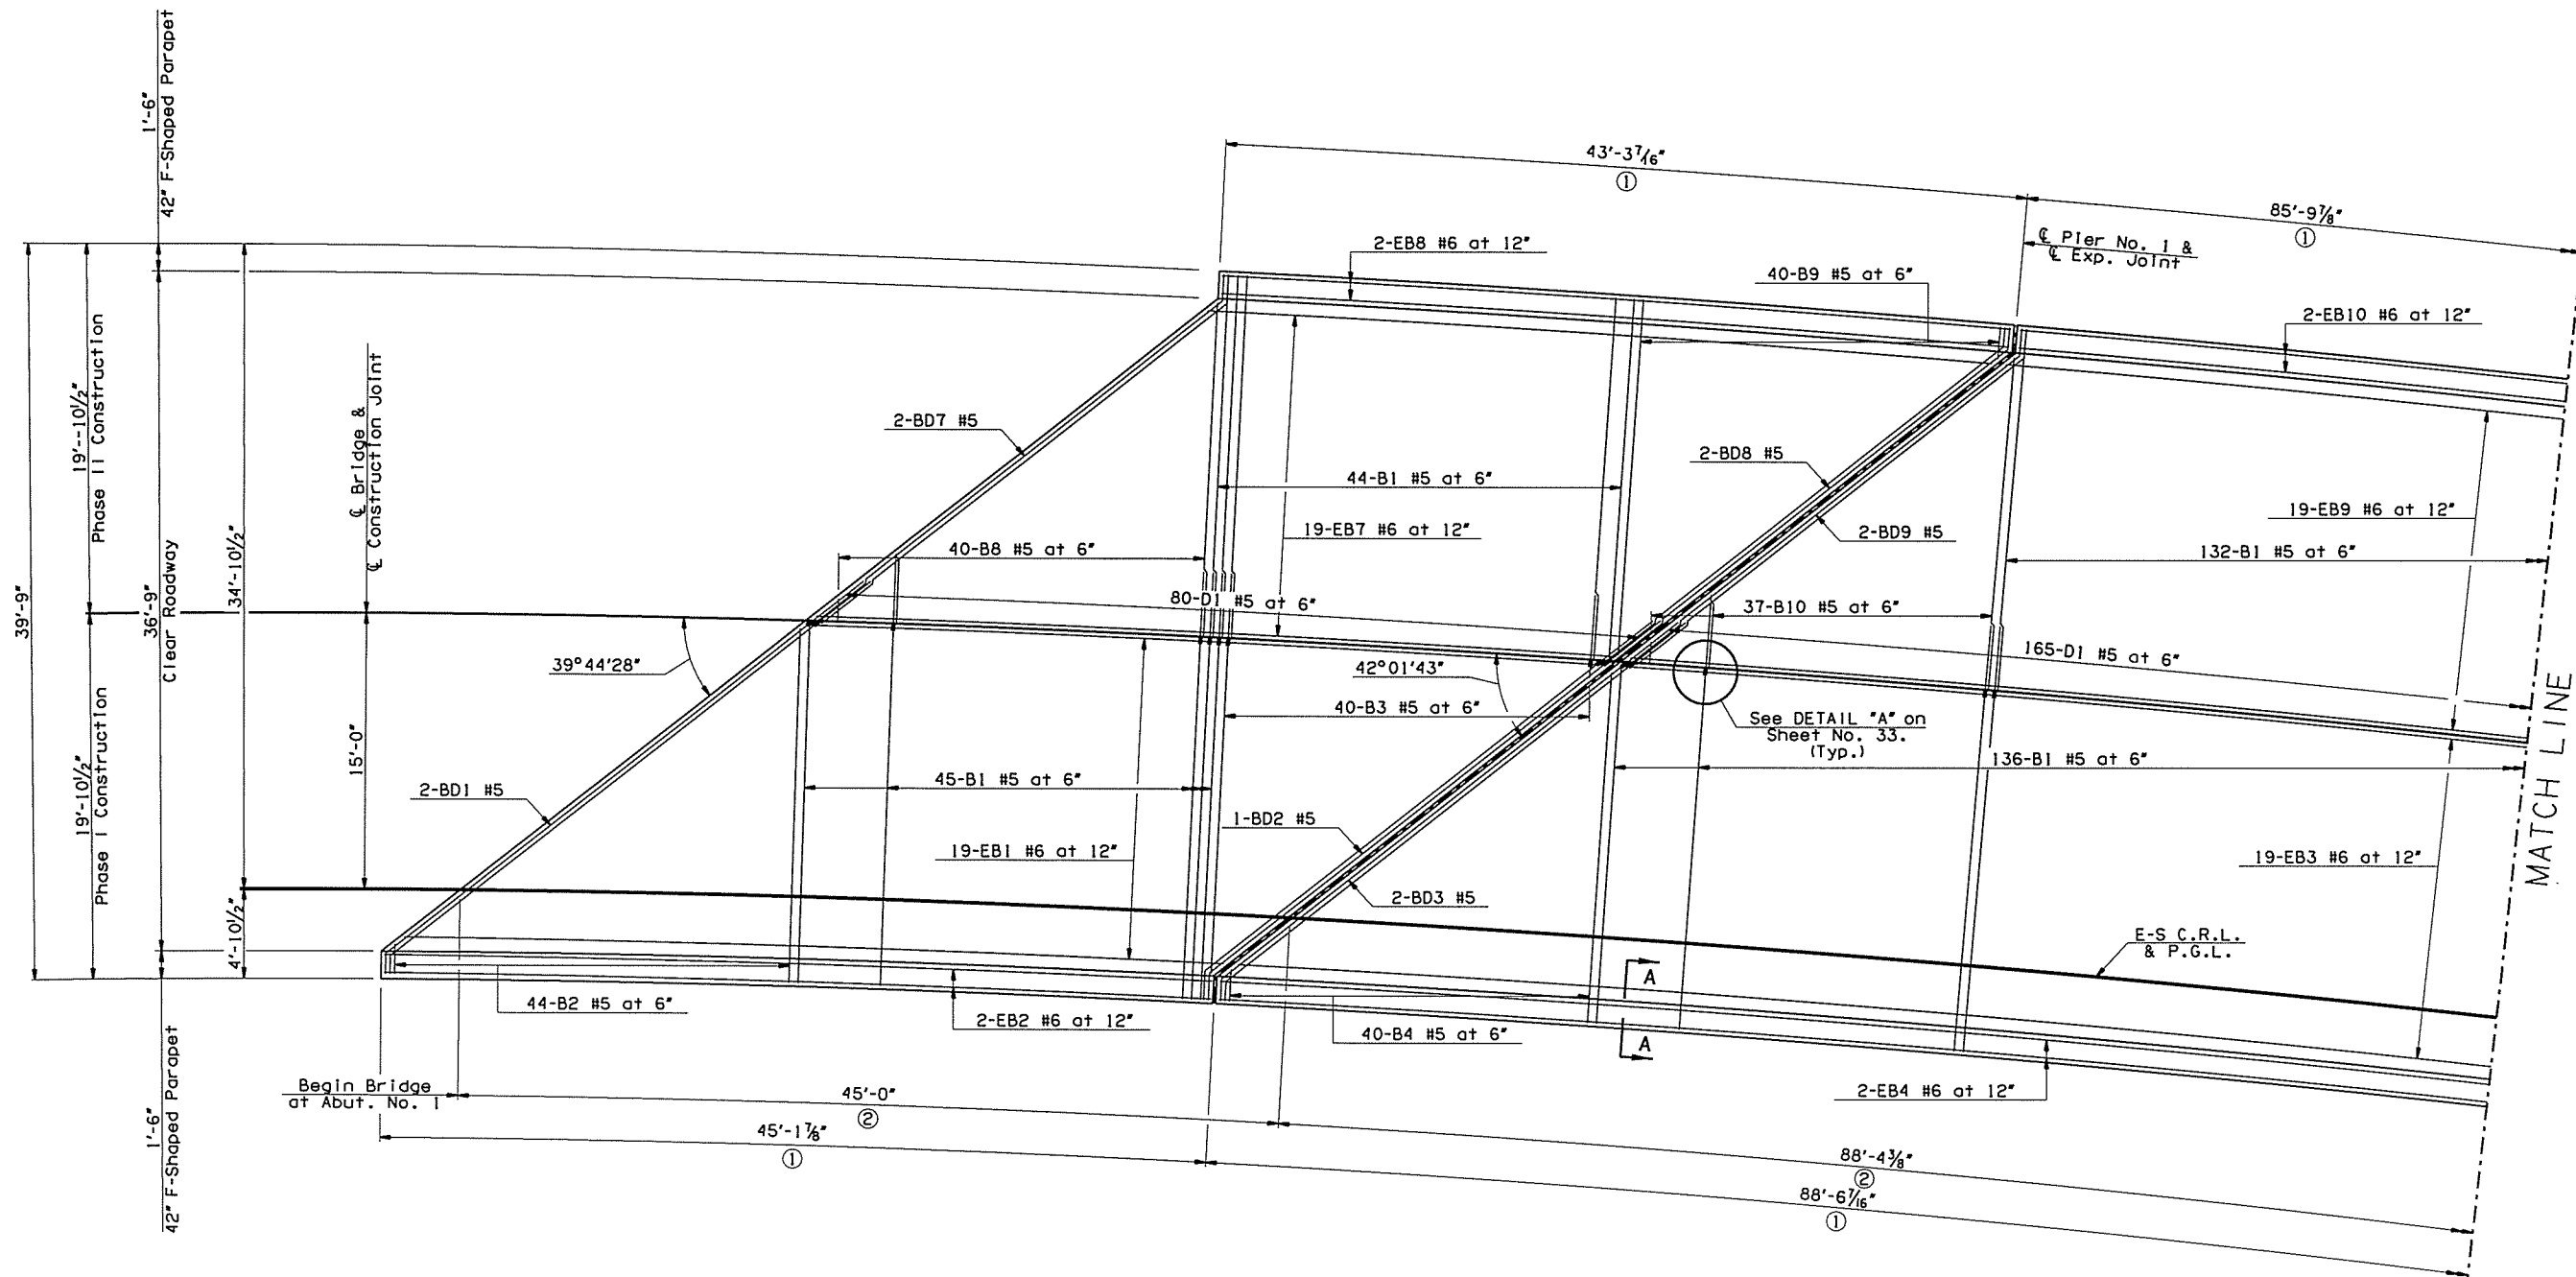 1'-6"
42" F-Shaped Parapet
39'-9"
19'--10½"
Phase II Construction
19'-10½"
Phase I Construction
36'-9"
Clear Roadway
34'-10½"
4'-10½"
℄ Bridge &
℄ Construction Joint
15'-0"
1'-6"
42" F-Shaped Parapet
43'-3⁷⁄₁₆"
①
85'-9⅞"
①
℄ Pier No. 1 &
℄ Exp. Joint
2-EB8 #6 at 12"
40-B9 #5 at 6"
2-EB10 #6 at 12"
2-BD7 #5
2-BD8 #5
44-B1 #5 at 6"
19-EB7 #6 at 12"
2-BD9 #5
19-EB9 #6 at 12"
40-B8 #5 at 6"
132-B1 #5 at 6"
80-D1 #5 at 6"
37-B10 #5 at 6"
165-D1 #5 at 6"
39°44'28"
42°01'43"
40-B3 #5 at 6"
See DETAIL "A" on
Sheet No. 33.
(Typ.)
45-B1 #5 at 6"
136-B1 #5 at 6"
2-BD1 #5
1-BD2 #5
19-EB1 #6 at 12"
19-EB3 #6 at 12"
2-BD3 #5
MATCH LINE
E-S C.R.L.
& P.G.L.
A
A
44-B2 #5 at 6"
2-EB2 #6 at 12"
40-B4 #5 at 6"
2-EB4 #6 at 12"
Begin Bridge
at Abut. No. 1
45'-0"
②
45'-1⅞"
①
88'-4⅜"
②
88'-6⁷⁄₁₆"
①